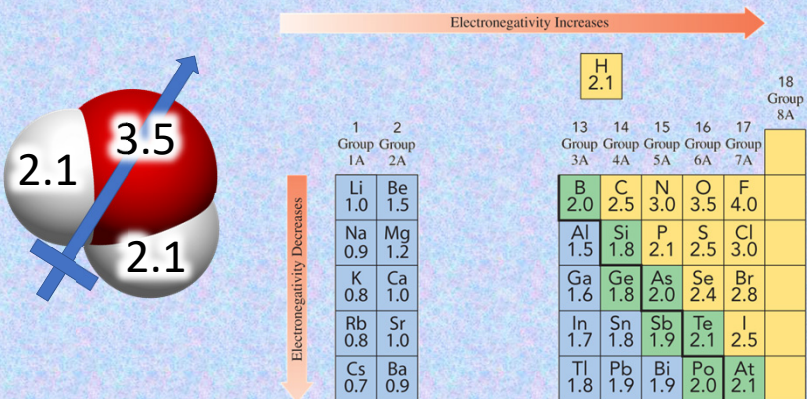 Electronegativity Increases
3.5
2.1
2.1
Electronegativity Decreases
H
2.1
18
Group
8A
1 2 13 14 15 16 17
Group Group Group Group Group Group Group
1A 2A 3A 4A 5A 6A 7A
Li Be B C N O F
1.0 1.5 2.0 2.5 3.0 3.5 4.0
Na Mg Al Si P S Cl
0.9 1.2 1.5 1.8 2.1 2.5 3.0
K Ca Ga Ge As Se Br
0.8 1.0 1.6 1.8 2.0 2.4 2.8
Rb Sr In Sn Sb Te I
0.8 1.0 1.7 1.8 1.9 2.1 2.5
Cs Ba Tl Pb Bi Po At
0.7 0.9 1.8 1.9 1.9 2.0 2.1